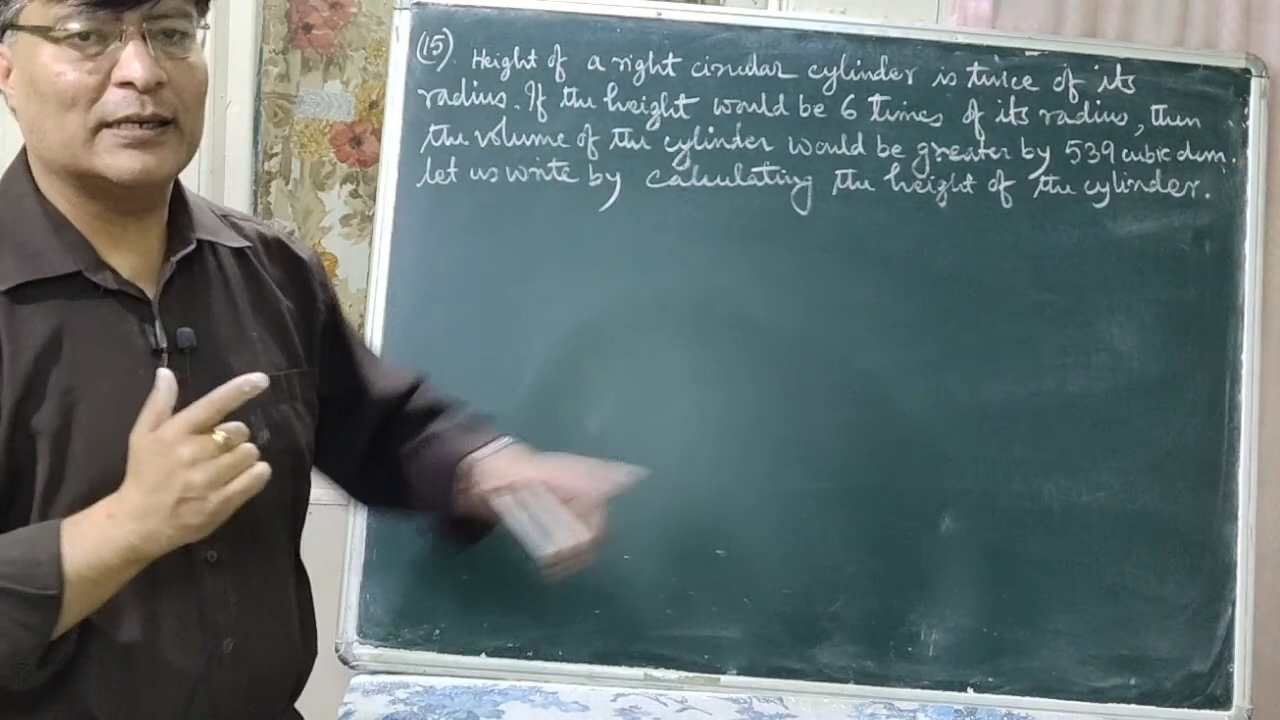 (15). Height of a right circular cylinder is twice of its
radius. If the height would be 6 times of its radius, then
the volume of the cylinder would be greater by 539 cubic dcm.
let us write by calculating the height of the cylinder.